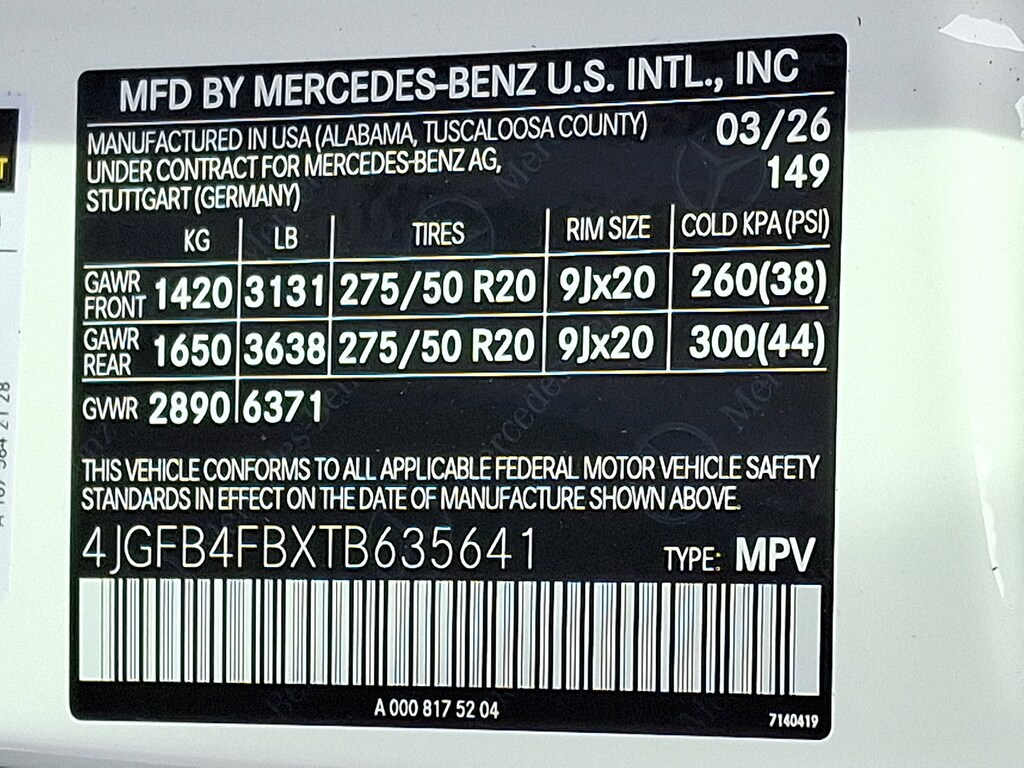 MFD BY MERCEDES-BENZ U.S. INTL., INC
MANUFACTURED IN USA (ALABAMA, TUSCALOOSA COUNTY) 03/26
UNDER CONTRACT FOR MERCEDES-BENZ AG, 149
STUTTGART (GERMANY)
KG LB TIRES RIM SIZE COLD KPA (PSI)
GAWR FRONT 1420 3131 275/50 R20 9Jx20 260(38)
GAWR REAR 1650 3638 275/50 R20 9Jx20 300(44)
GVWR 2890 6371
THIS VEHICLE CONFORMS TO ALL APPLICABLE FEDERAL MOTOR VEHICLE SAFETY
STANDARDS IN EFFECT ON THE DATE OF MANUFACTURE SHOWN ABOVE.
4JGFB4FBXTB635641 TYPE: MPV
A 000 817 52 04
7140419